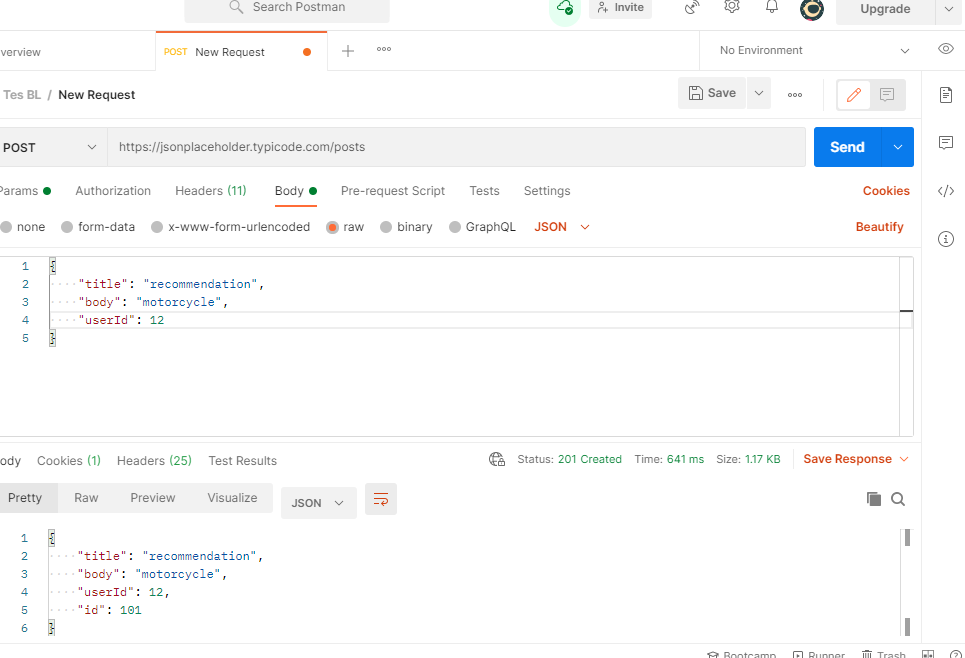 Search Postman
Invite
Upgrade
verview
POST New Request
No Environment
Tes BL / New Request
Save
POST
https://jsonplaceholder.typicode.com/posts
Send
Params
Authorization
Headers (11)
Body
Pre-request Script
Tests
Settings
Cookies
none
form-data
x-www-form-urlencoded
raw
binary
GraphQL
JSON
Beautify
1 {
2 "title": "recommendation",
3 "body": "motorcycle",
4 "userId": 12
5 }
ody
Cookies (1)
Headers (25)
Test Results
Status: 201 Created
Time: 641 ms
Size: 1.17 KB
Save Response
Pretty
Raw
Preview
Visualize
JSON
1 {
2 "title": "recommendation",
3 "body": "motorcycle",
4 "userId": 12,
5 "id": 101
6 }
Bootcamp
Runner
Trash